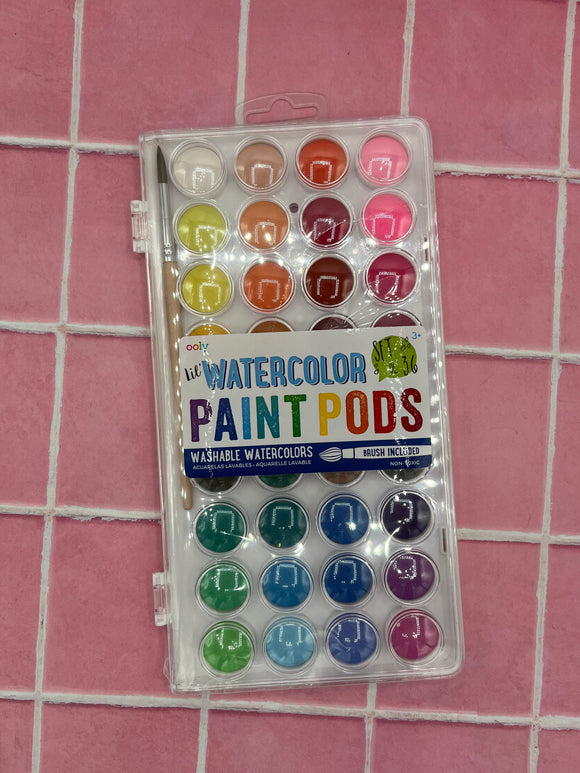 ooly
3+
lil' WATERCOLOR
SET of 36
PAINT PODS
WASHABLE WATERCOLORS
BRUSH INCLUDED
ACUARELAS LAVABLES • AQUARELLE LAVABLE
NON-TOXIC